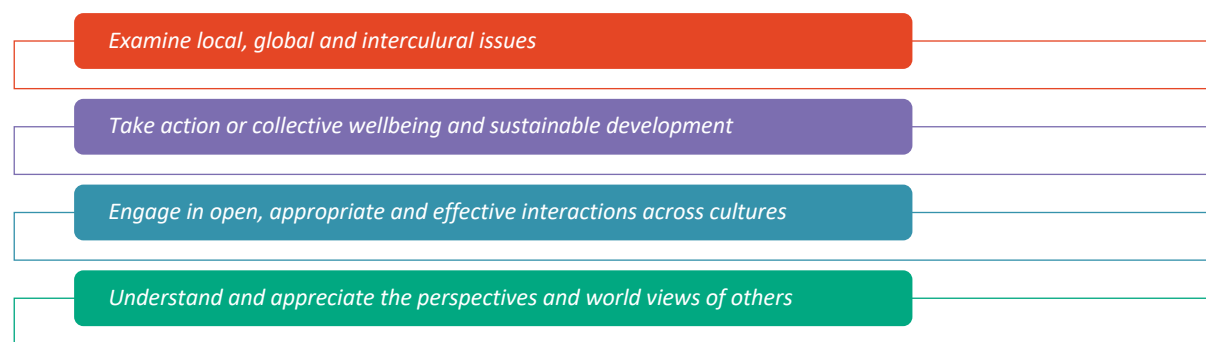 Examine local, global and interculural issues
Take action or collective wellbeing and sustainable development
Engage in open, appropriate and effective interactions across cultures
Understand and appreciate the perspectives and world views of others